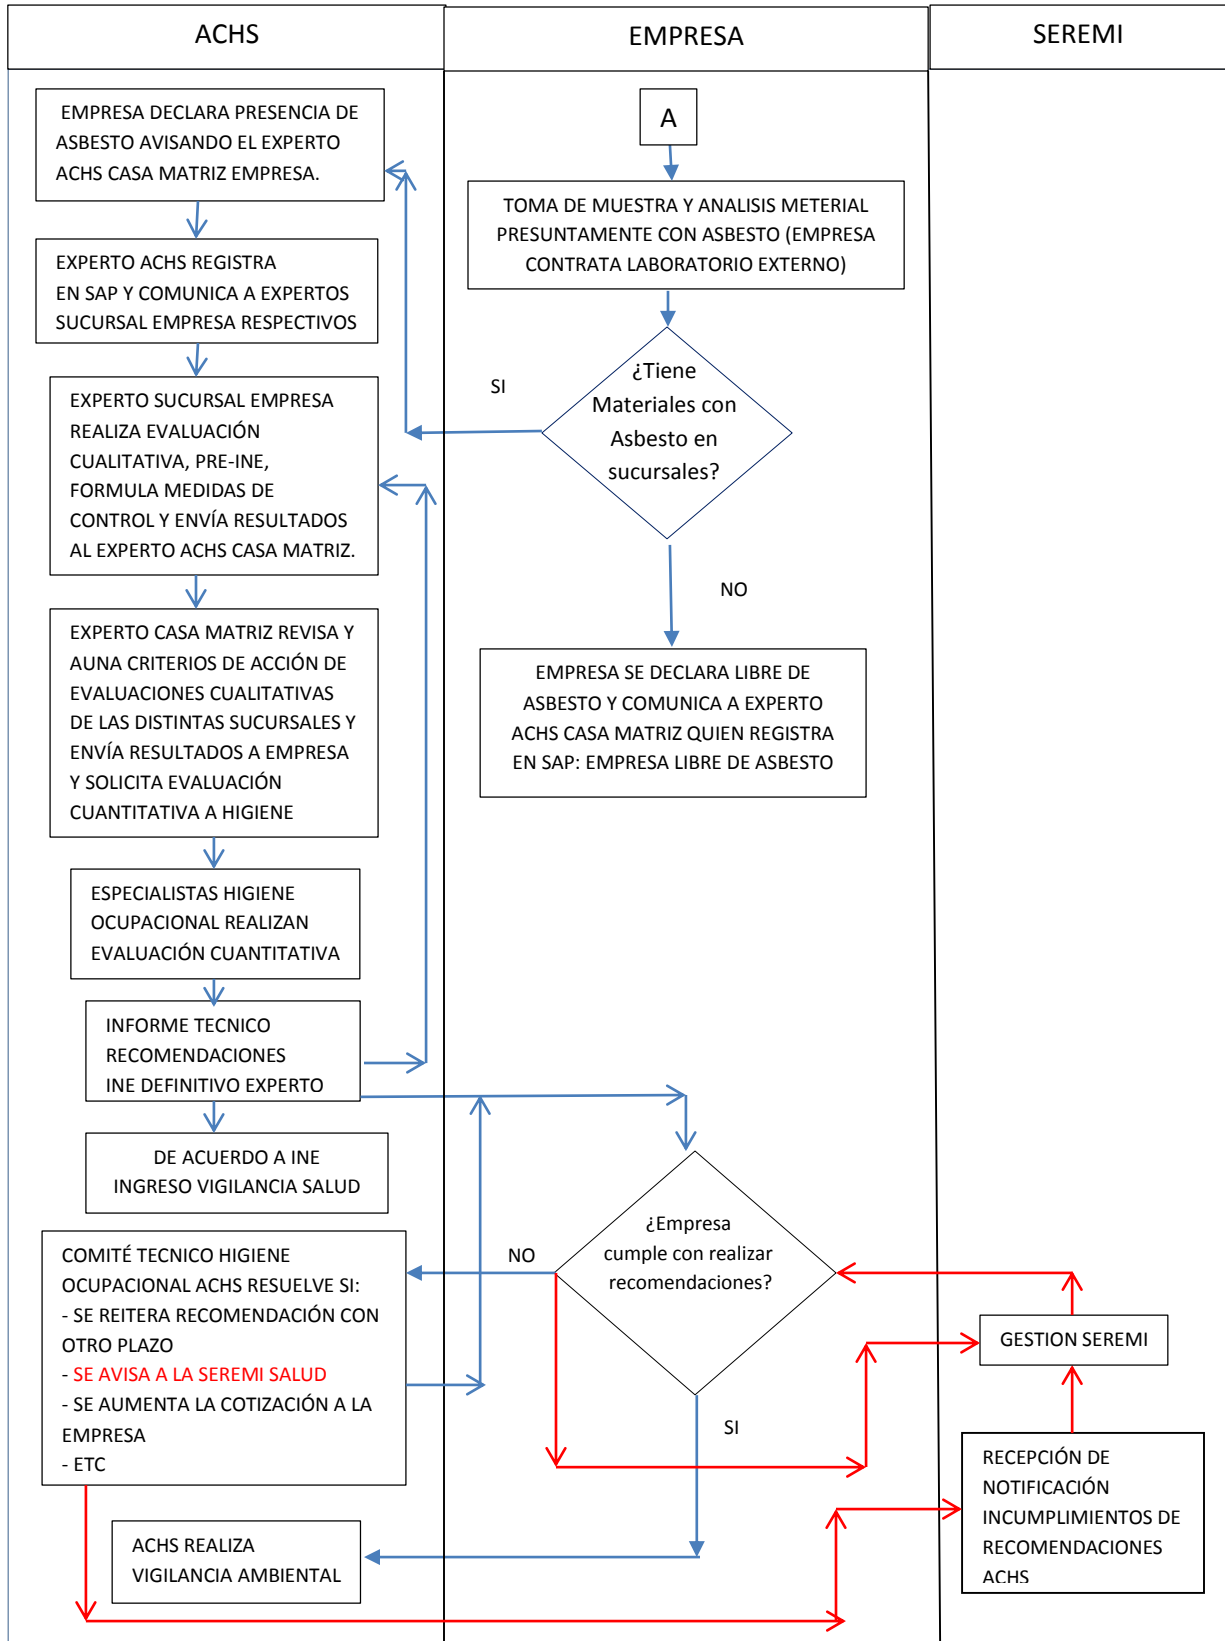 ACHS
EMPRESA
SEREMI
EMPRESA DECLARA PRESENCIA DE
ASBESTO AVISANDO EL EXPERTO
ACHS CASA MATRIZ EMPRESA.
EXPERTO ACHS REGISTRA
EN SAP Y COMUNICA A EXPERTOS
SUCURSAL EMPRESA RESPECTIVOS
EXPERTO SUCURSAL EMPRESA
REALIZA EVALUACIÓN
CUALITATIVA, PRE-INE,
FORMULA MEDIDAS DE
CONTROL Y ENVÍA RESULTADOS
AL EXPERTO ACHS CASA MATRIZ.
EXPERTO CASA MATRIZ REVISA Y
AUNA CRITERIOS DE ACCIÓN DE
EVALUACIONES CUALITATIVAS
DE LAS DISTINTAS SUCURSALES Y
ENVÍA RESULTADOS A EMPRESA
Y SOLICITA EVALUACIÓN
CUANTITATIVA A HIGIENE
ESPECIALISTAS HIGIENE
OCUPACIONAL REALIZAN
EVALUACIÓN CUANTITATIVA
INFORME TECNICO
RECOMENDACIONES
INE DEFINITIVO EXPERTO
DE ACUERDO A INE
INGRESO VIGILANCIA SALUD
COMITÉ TECNICO HIGIENE
OCUPACIONAL ACHS RESUELVE SI:
- SE REITERA RECOMENDACIÓN CON
OTRO PLAZO
- SE AVISA A LA SEREMI SALUD
- SE AUMENTA LA COTIZACIÓN A LA
EMPRESA
- ETC
ACHS REALIZA
VIGILANCIA AMBIENTAL
A
TOMA DE MUESTRA Y ANALISIS METERIAL
PRESUNTAMENTE CON ASBESTO (EMPRESA
CONTRATA LABORATORIO EXTERNO)
¿Tiene
Materiales con
Asbesto en
sucursales?
SI
NO
EMPRESA SE DECLARA LIBRE DE
ASBESTO Y COMUNICA A EXPERTO
ACHS CASA MATRIZ QUIEN REGISTRA
EN SAP: EMPRESA LIBRE DE ASBESTO
¿Empresa
cumple con realizar
recomendaciones?
NO
SI
GESTION SEREMI
RECEPCIÓN DE
NOTIFICACIÓN
INCUMPLIMIENTOS DE
RECOMENDACIONES
ACHS